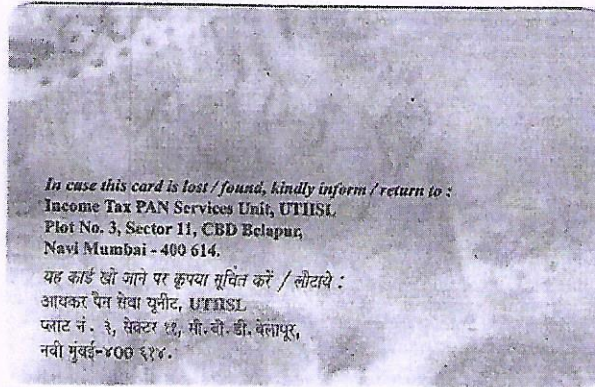 In case this card is lost / found, kindly inform / return to :
Income Tax PAN Services Unit, UTIISL
Plot No. 3, Sector 11, CBD Belapur,
Navi Mumbai - 400 614.
यह कार्ड खो जाने पर कृपया सूचित करें / लौटाये :
आयकर पैन सेवा यूनीट, UTIISL
प्लाट नं. ३, सेक्टर ११, सी.बी.डी. बेलापूर,
नवी मुंबई-४०० ६१४.